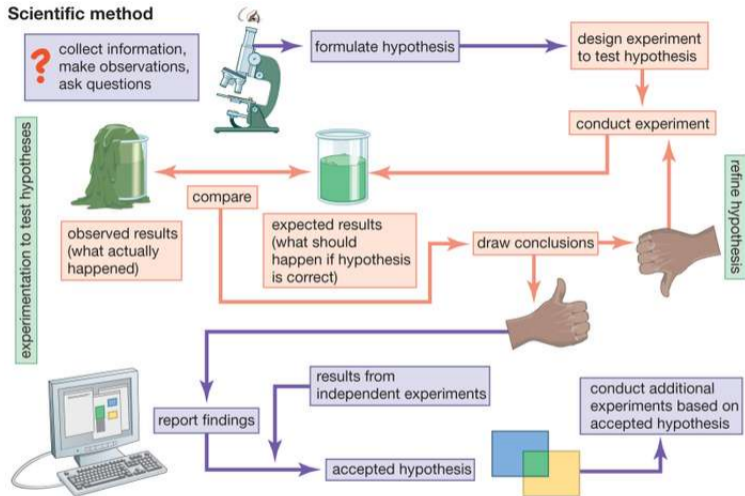 Scientific method
?
collect information,
make observations,
ask questions
formulate hypothesis
design experiment
to test hypothesis
conduct experiment
experimentation to test hypotheses
compare
observed results
(what actually
happened)
expected results
(what should
happen if hypothesis
is correct)
draw conclusions
refine
hypothesis
report findings
results from
independent experiments
accepted hypothesis
conduct additional
experiments based on
accepted hypothesis